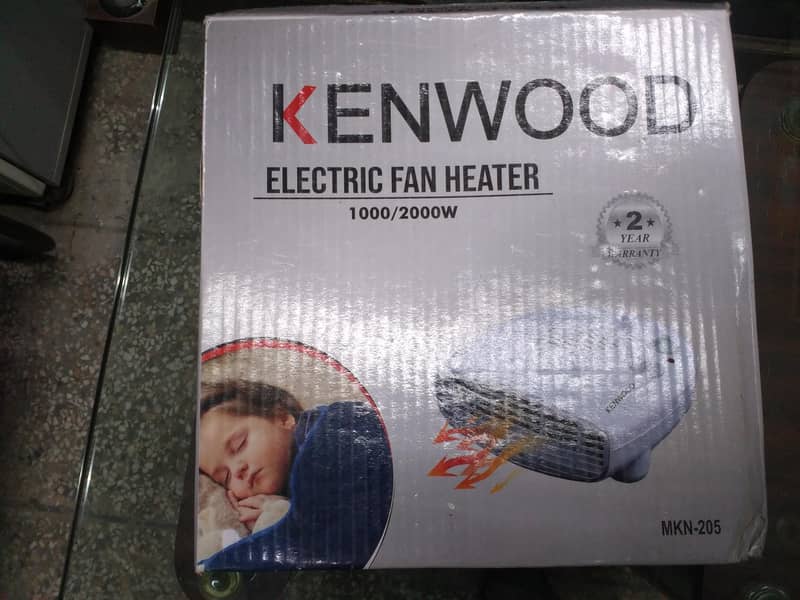 KENWOOD
ELECTRIC FAN HEATER
1000/2000W
2
YEAR
WARRANTY
KENWOOD
MKN-205